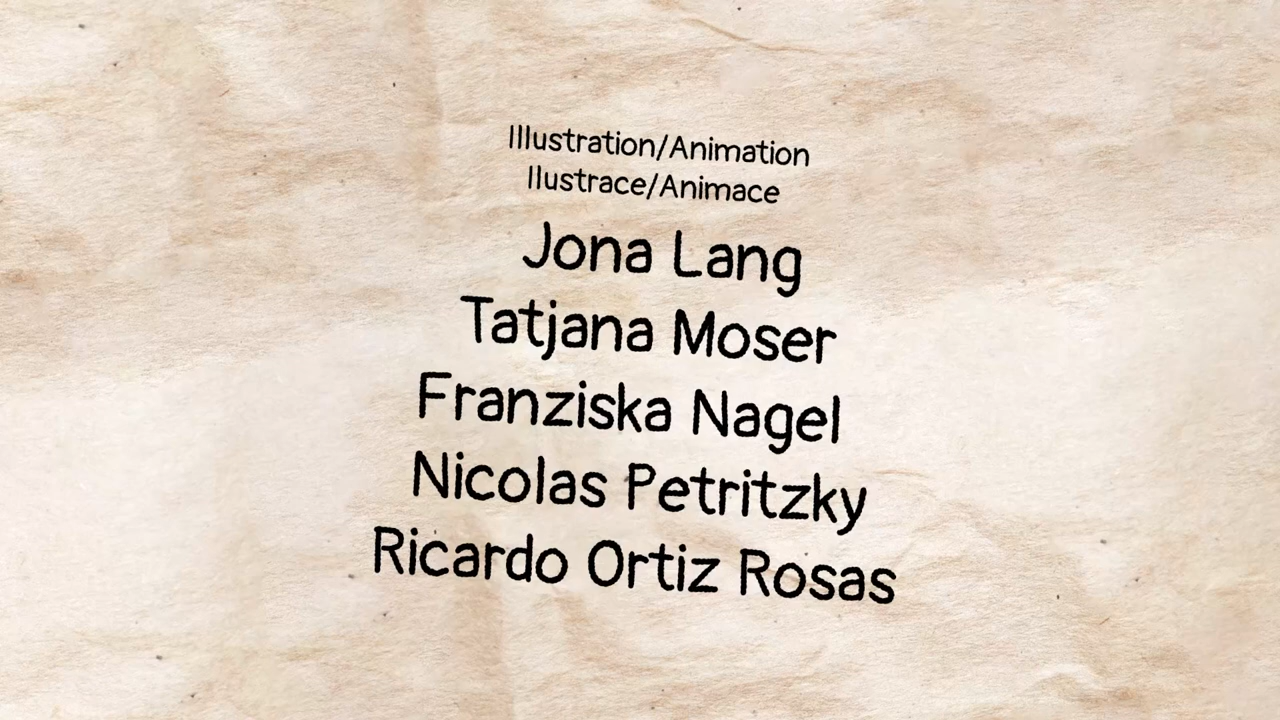 Illustration/Animation
Ilustrace/Animace
Jona Lang
Tatjana Moser
Franziska Nagel
Nicolas Petritzky
Ricardo Ortiz Rosas